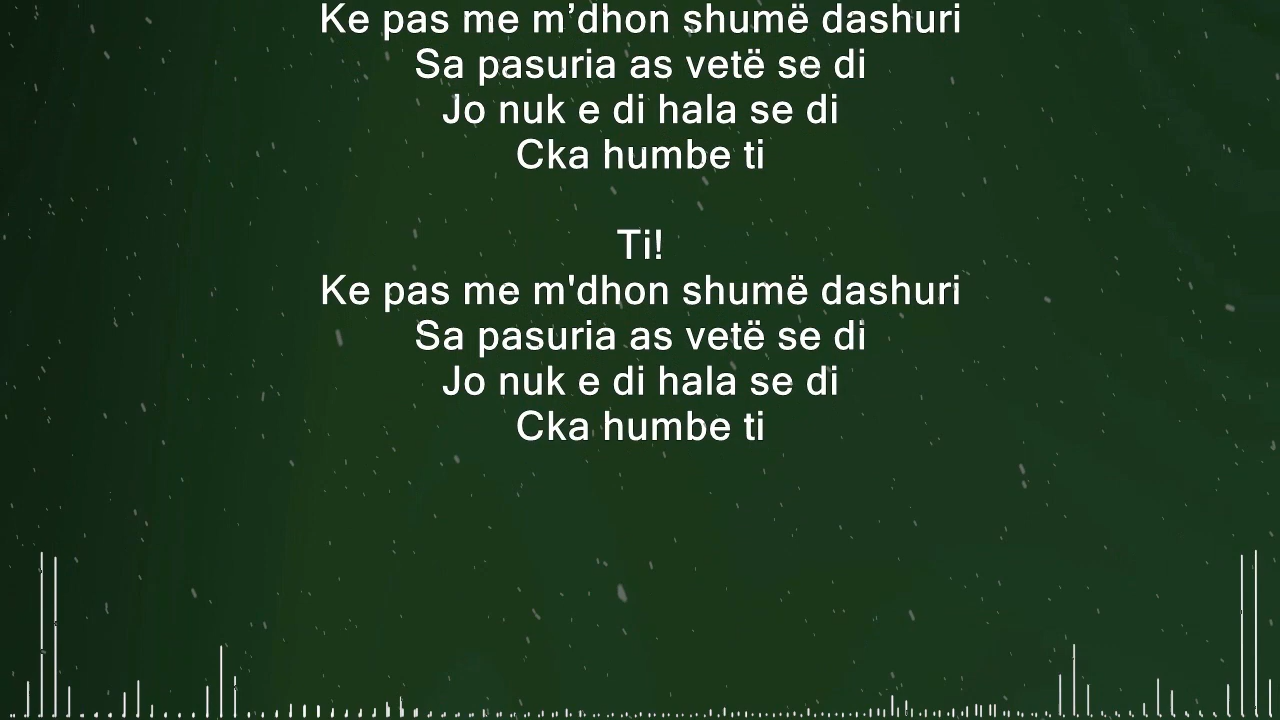 Ke pas me m’dhon shumë dashuri
Sa pasuria as vetë se di
Jo nuk e di hala se di
Cka humbe ti
Ti!
Ke pas me m'dhon shumë dashuri
Sa pasuria as vetë se di
Jo nuk e di hala se di
Cka humbe ti